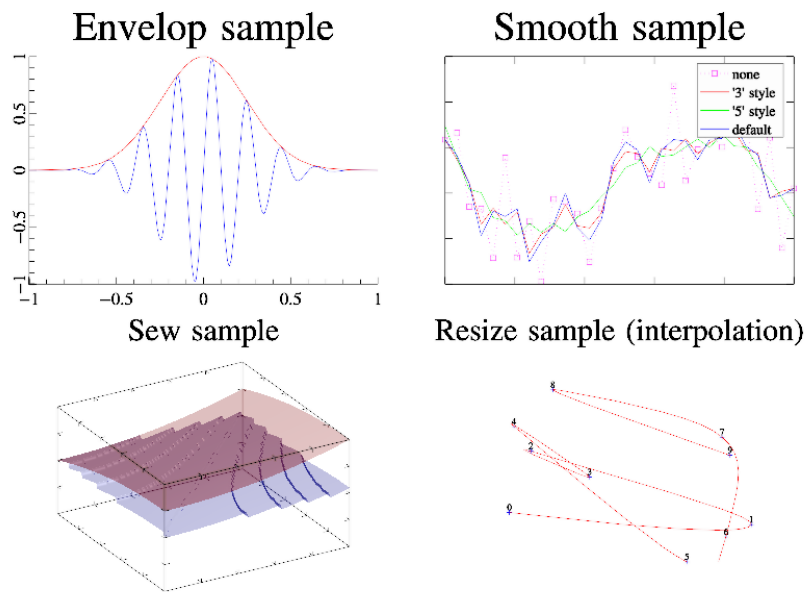 Envelop sample
Smooth sample
1
0.5
0
−0.5
−1
−1 −0.5 0 0.5 1
none
'3' style
'5' style
default
Sew sample
Resize sample (interpolation)
8
4
7
2
9
3
0
1
6
5